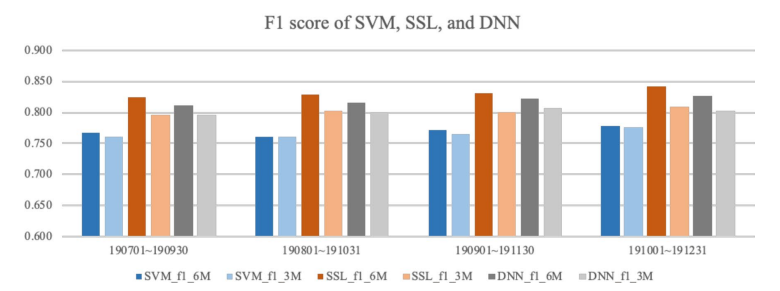 F1 score of SVM, SSL, and DNN
0.900
0.850
0.800
0.750
0.700
0.650
0.600
190701~190930 190801~191031 190901~191130 191001~191231
SVM_f1_6M SVM_f1_3M SSL_f1_6M SSL_f1_3M DNN_f1_6M DNN_f1_3M